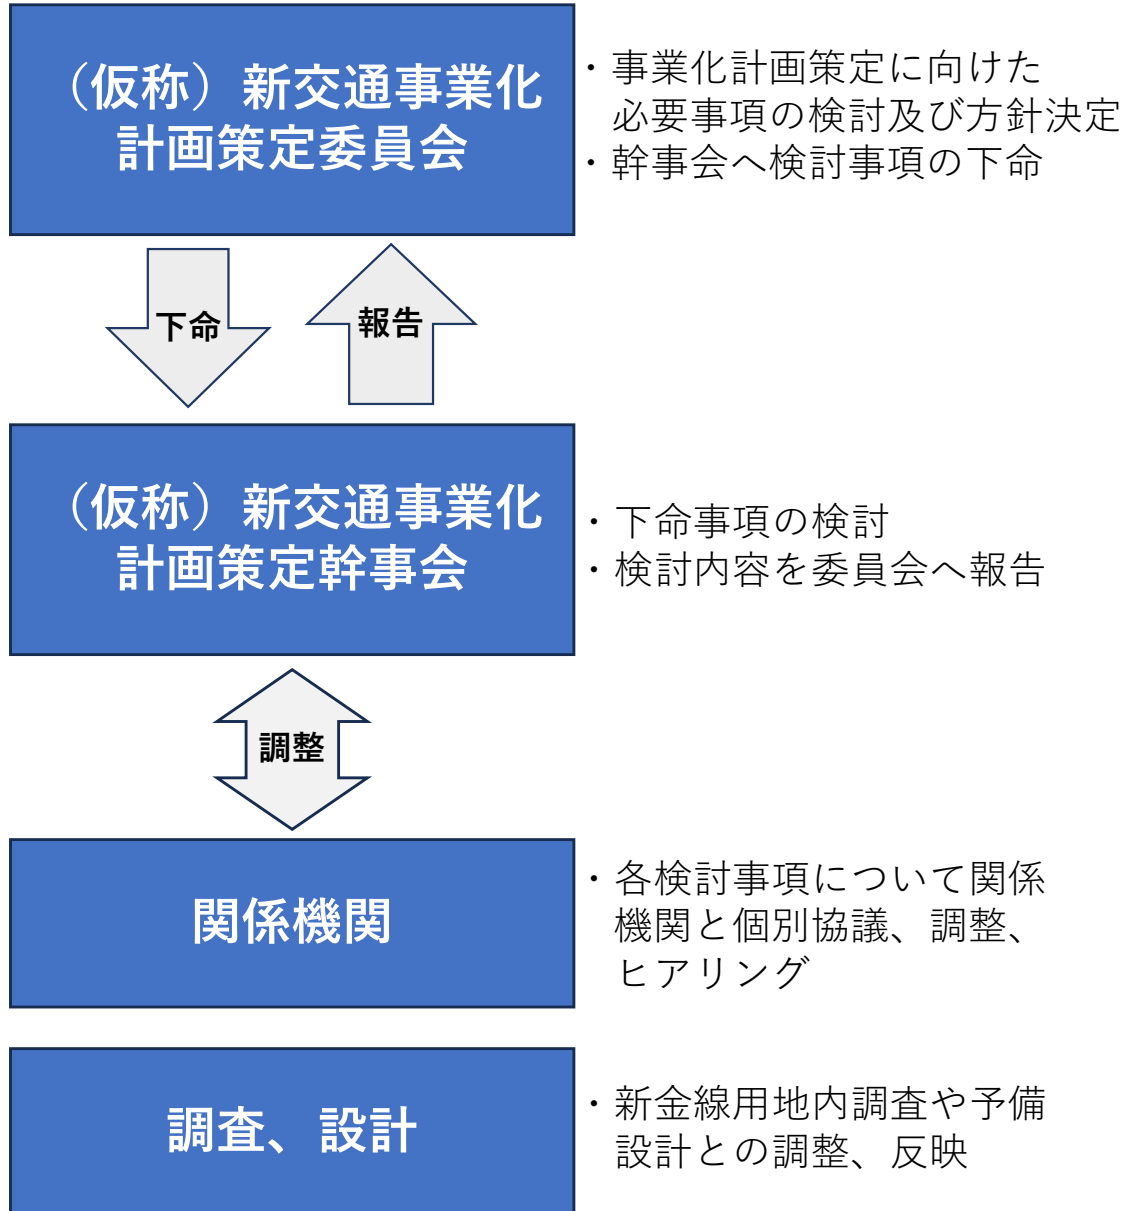 （仮称）新交通事業化
計画策定委員会
・事業化計画策定に向けた
必要事項の検討及び方針決定
・幹事会へ検討事項の下命
下命
報告
（仮称）新交通事業化
計画策定幹事会
・下命事項の検討
・検討内容を委員会へ報告
調整
関係機関
・各検討事項について関係
機関と個別協議、調整、
ヒアリング
調査、設計
・新金線用地内調査や予備
設計との調整、反映